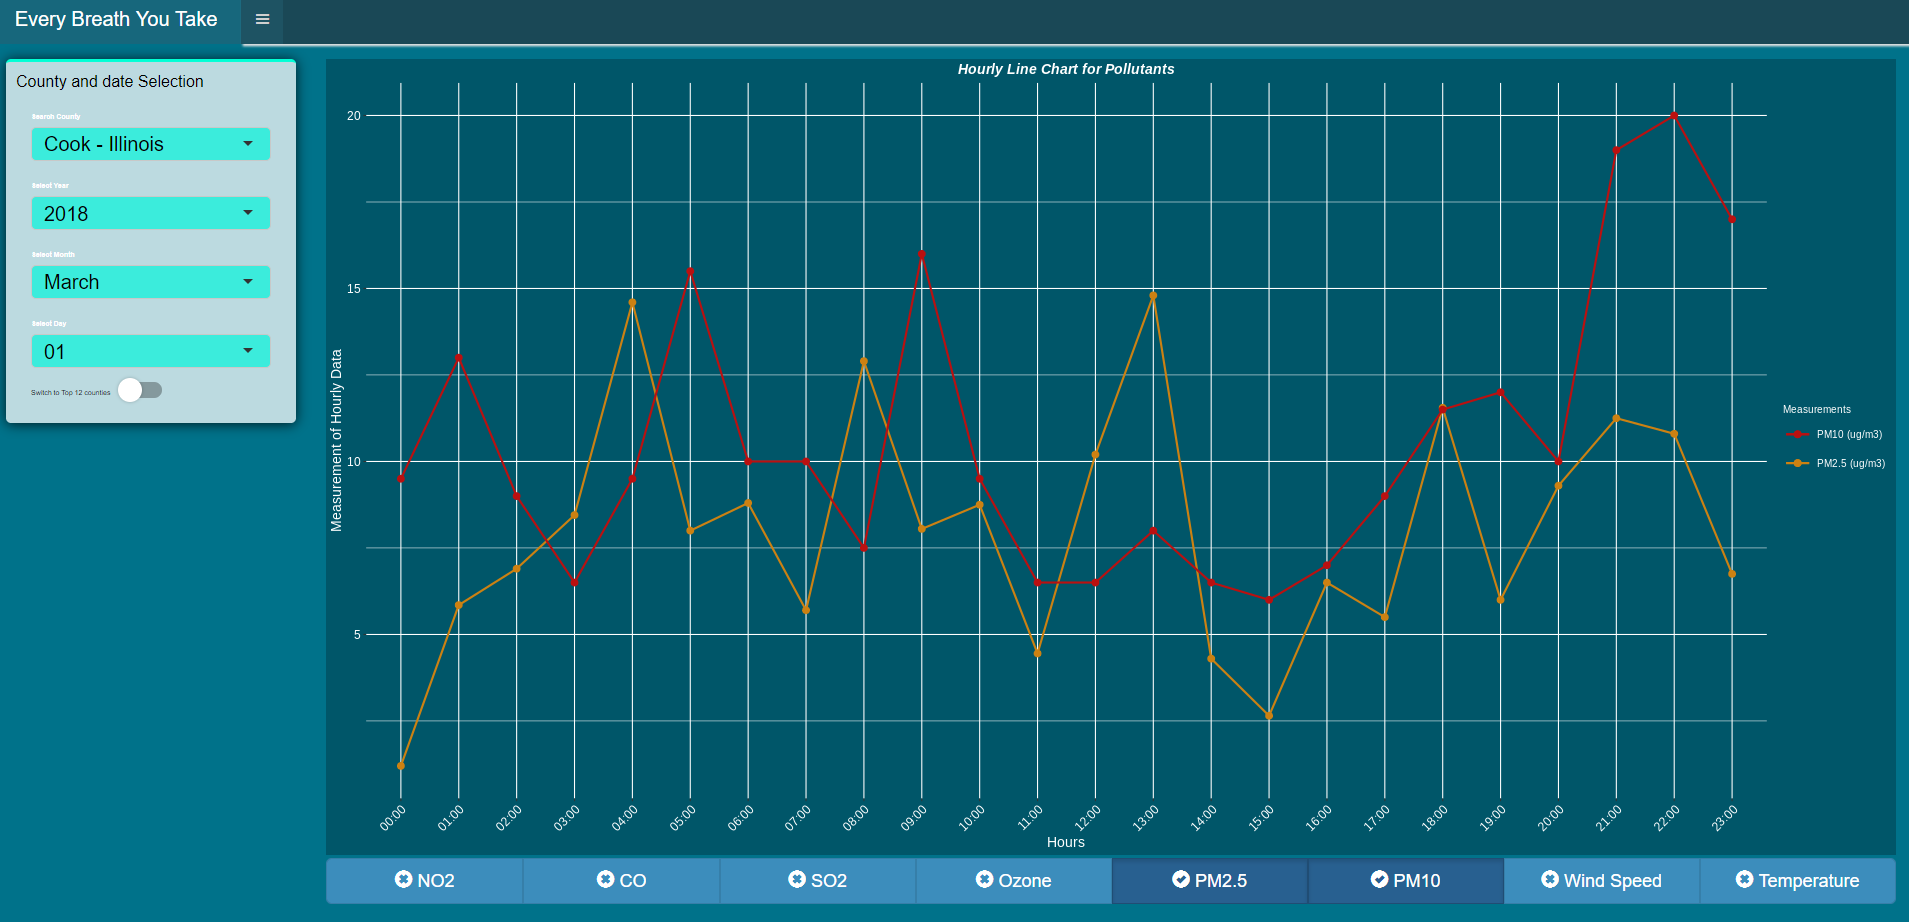 Every Breath You Take
County and date Selection
Search County
Cook - Illinois
Select Year
2018
Select Month
March
Select Day
01
Switch to Top 12 counties
Hourly Line Chart for Pollutants
Measurement of Hourly Data
20
15
10
5
00:00 01:00 02:00 03:00 04:00 05:00 06:00 07:00 08:00 09:00 10:00 11:00 12:00 13:00 14:00 15:00 16:00 17:00 18:00 19:00 20:00 21:00 22:00 23:00
Hours
Measurements
PM10 (ug/m3)
PM2.5 (ug/m3)
NO2 CO SO2 Ozone PM2.5 PM10 Wind Speed Temperature